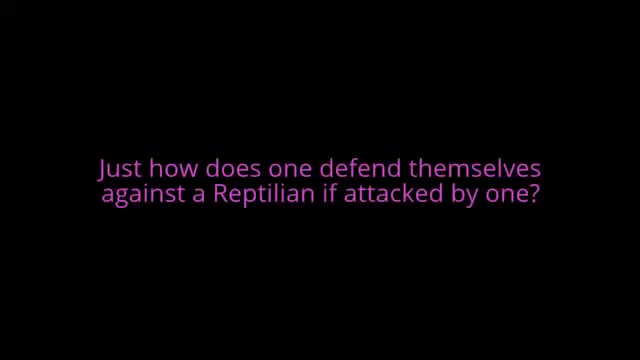 Just how does one defend themselves
against a Reptilian if attacked by one?